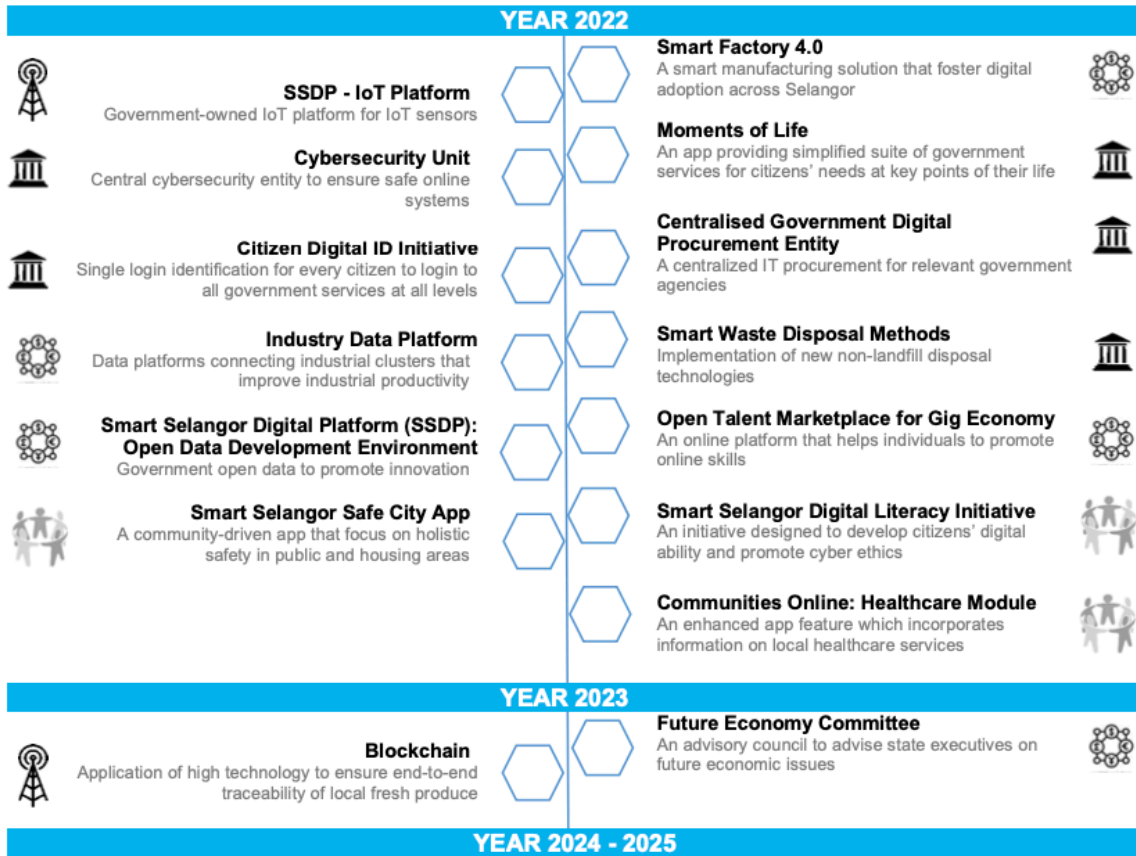 YEAR 2022
SSDP - IoT Platform
Government-owned IoT platform for IoT sensors
Cybersecurity Unit
Central cybersecurity entity to ensure safe online
systems
Citizen Digital ID Initiative
Single login identification for every citizen to login to
all government services at all levels
Industry Data Platform
Data platforms connecting industrial clusters that
improve industrial productivity
Smart Selangor Digital Platform (SSDP):
Open Data Development Environment
Government open data to promote innovation
Smart Selangor Safe City App
A community-driven app that focus on holistic
safety in public and housing areas
Smart Factory 4.0
A smart manufacturing solution that foster digital
adoption across Selangor
Moments of Life
An app providing simplified suite of government
services for citizens' needs at key points of their life
Centralised Government Digital
Procurement Entity
A centralized IT procurement for relevant government
agencies
Smart Waste Disposal Methods
Implementation of new non-landfill disposal
technologies
Open Talent Marketplace for Gig Economy
An online platform that helps individuals to promote
online skills
Smart Selangor Digital Literacy Initiative
An initiative designed to develop citizens' digital
ability and promote cyber ethics
Communities Online: Healthcare Module
An enhanced app feature which incorporates
information on local healthcare services
YEAR 2023
Blockchain
Application of high technology to ensure end-to-end
traceability of local fresh produce
Future Economy Committee
An advisory council to advise state executives on
future economic issues
YEAR 2024 - 2025